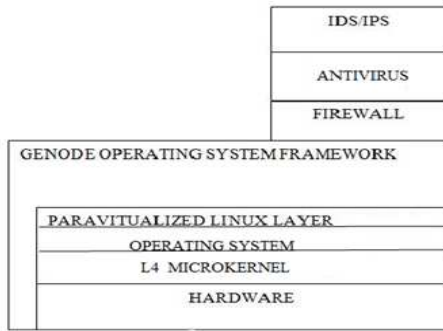 IDS/IPS
ANTIVIRUS
FIREWALL
GENODE OPERATING SYSTEM FRAMEWORK
PARAVITUALIZED LINUX LAYER
OPERATING SYSTEM
L4 MICROKERNEL
HARDWARE